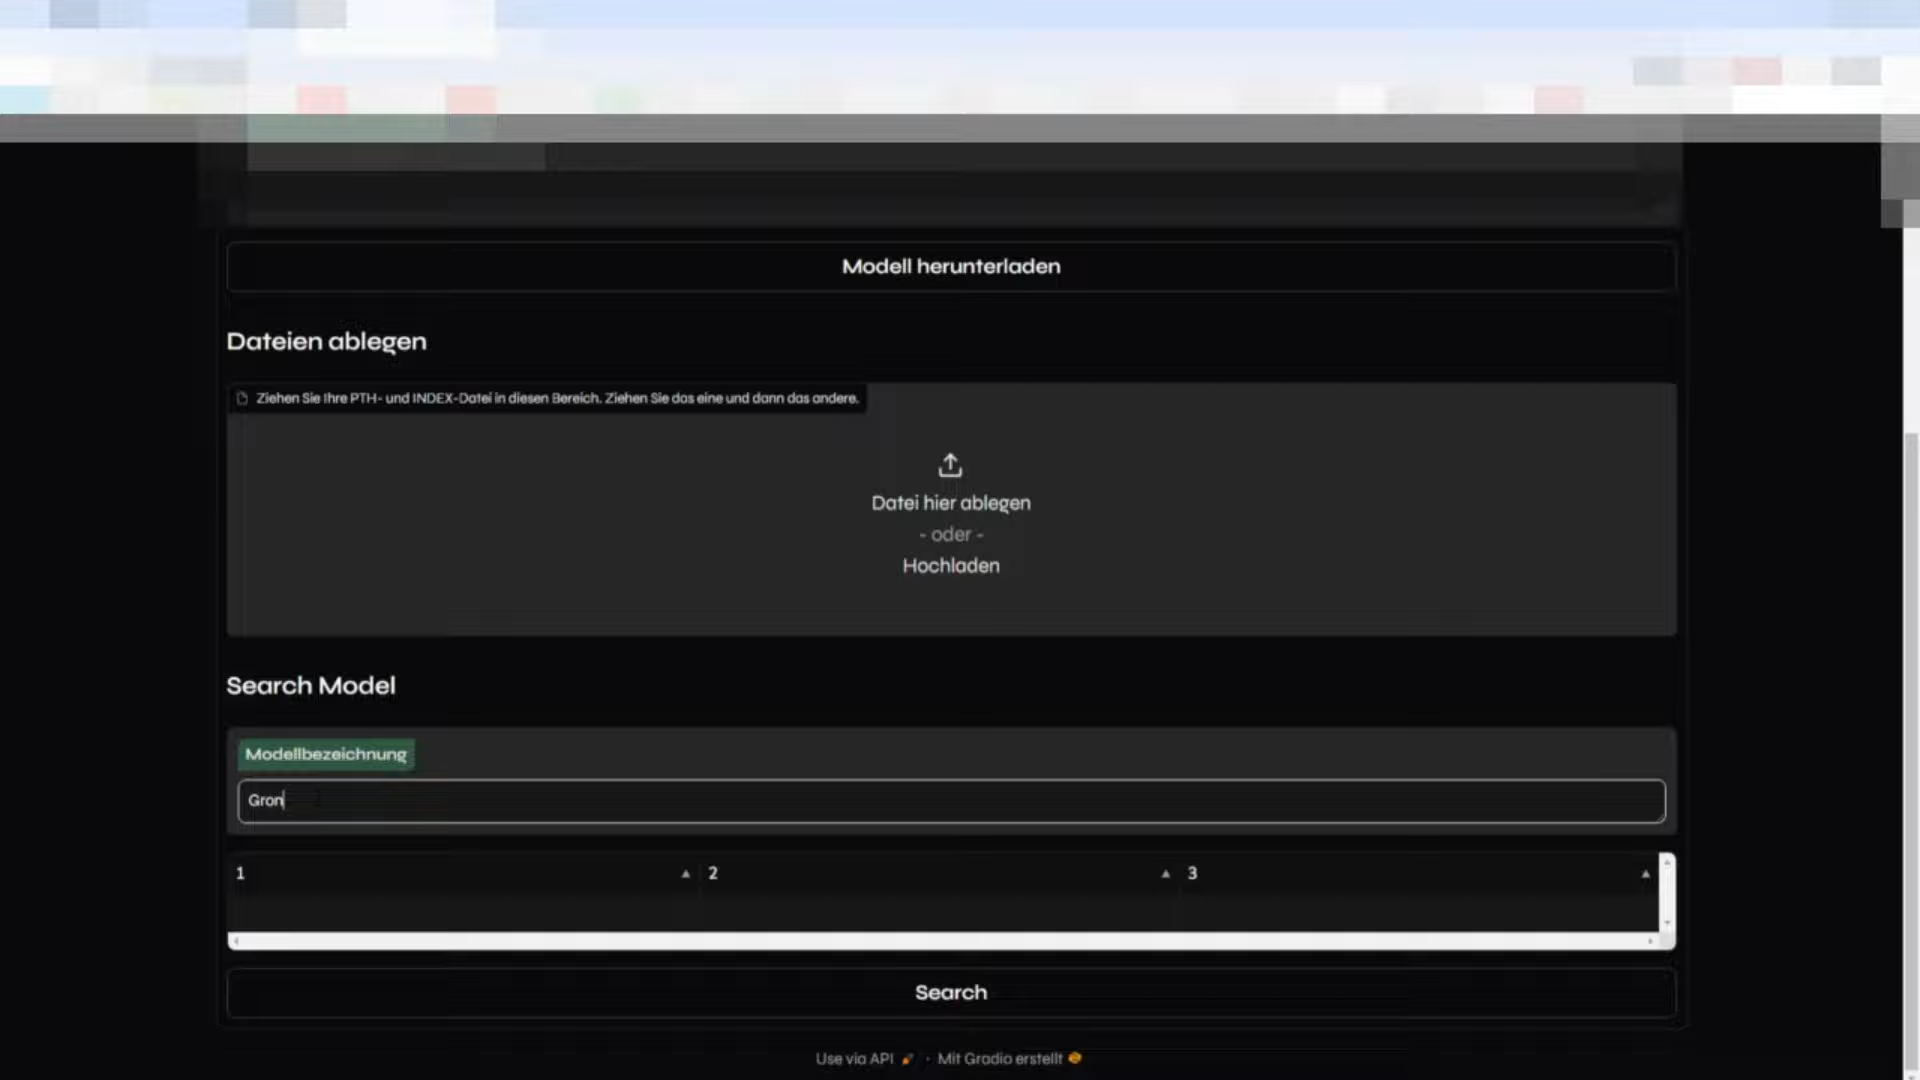 Modell herunterladen
Dateien ablegen
Ziehen Sie Ihre PTH- und INDEX-Datei in diesen Bereich. Ziehen Sie das eine und dann das andere.
Datei hier ablegen
- oder -
Hochladen
Search Model
Modellbezeichnung
Gron
1 2 3
Search
Use via API · Mit Gradio erstellt